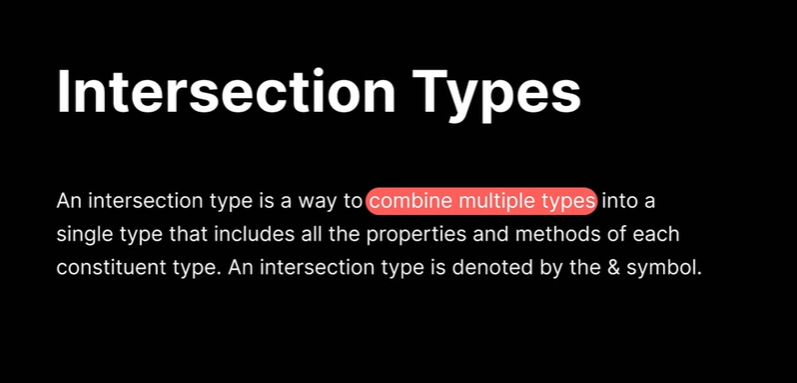 Intersection Types
An intersection type is a way to combine multiple types into a
single type that includes all the properties and methods of each
constituent type. An intersection type is denoted by the & symbol.